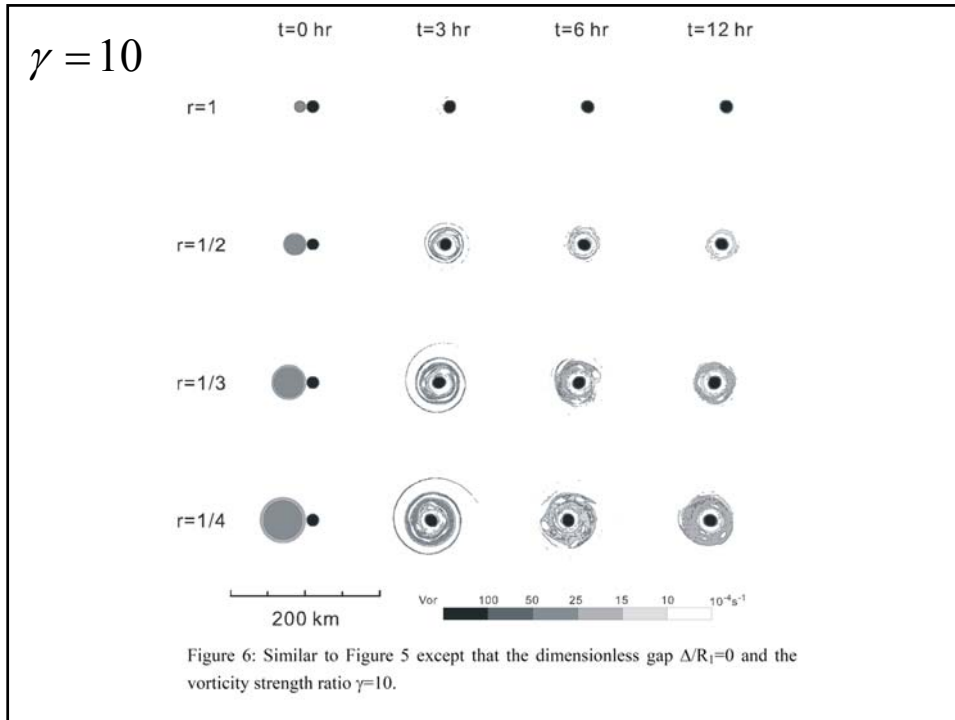 γ = 10
t=0 hr t=3 hr t=6 hr t=12 hr
r=1
r=1/2
r=1/3
r=1/4
200 km
Vor 100 50 25 15 10 10⁻⁴s⁻¹
Figure 6: Similar to Figure 5 except that the dimensionless gap Δ/R₁=0 and the
vorticity strength ratio γ=10.